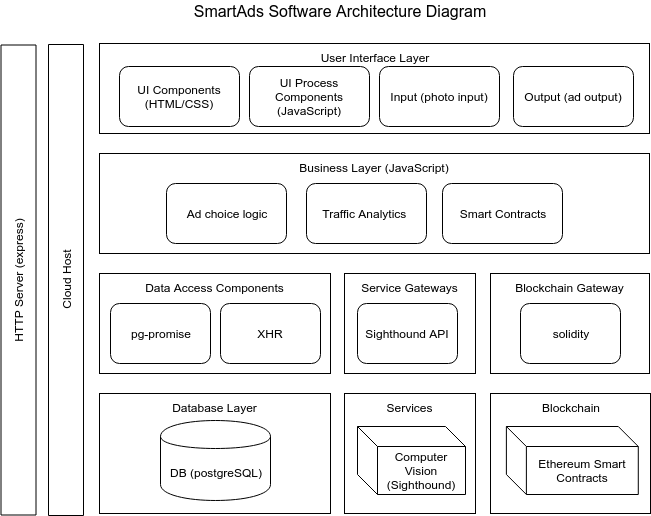 SmartAds Software Architecture Diagram
HTTP Server (express)
Cloud Host
User Interface Layer
UI Components
(HTML/CSS)
UI Process
Components
(JavaScript)
Input (photo input)
Output (ad output)
Business Layer (JavaScript)
Ad choice logic
Traffic Analytics
Smart Contracts
Data Access Components
pg-promise
XHR
Service Gateways
Sighthound API
Blockchain Gateway
solidity
Database Layer
DB (postgreSQL)
Services
Computer
Vision
(Sighthound)
Blockchain
Ethereum Smart
Contracts